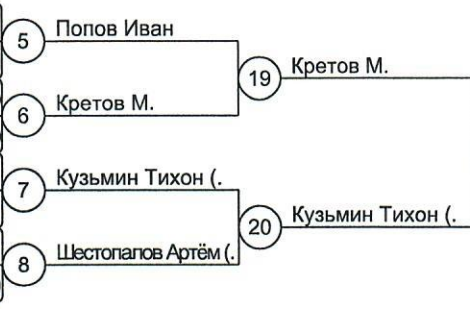 5 Попов Иван
19 Кретов М.
6 Кретов М.
7 Кузьмин Тихон (.
20 Кузьмин Тихон (.
8 Шестопалов Артём (.